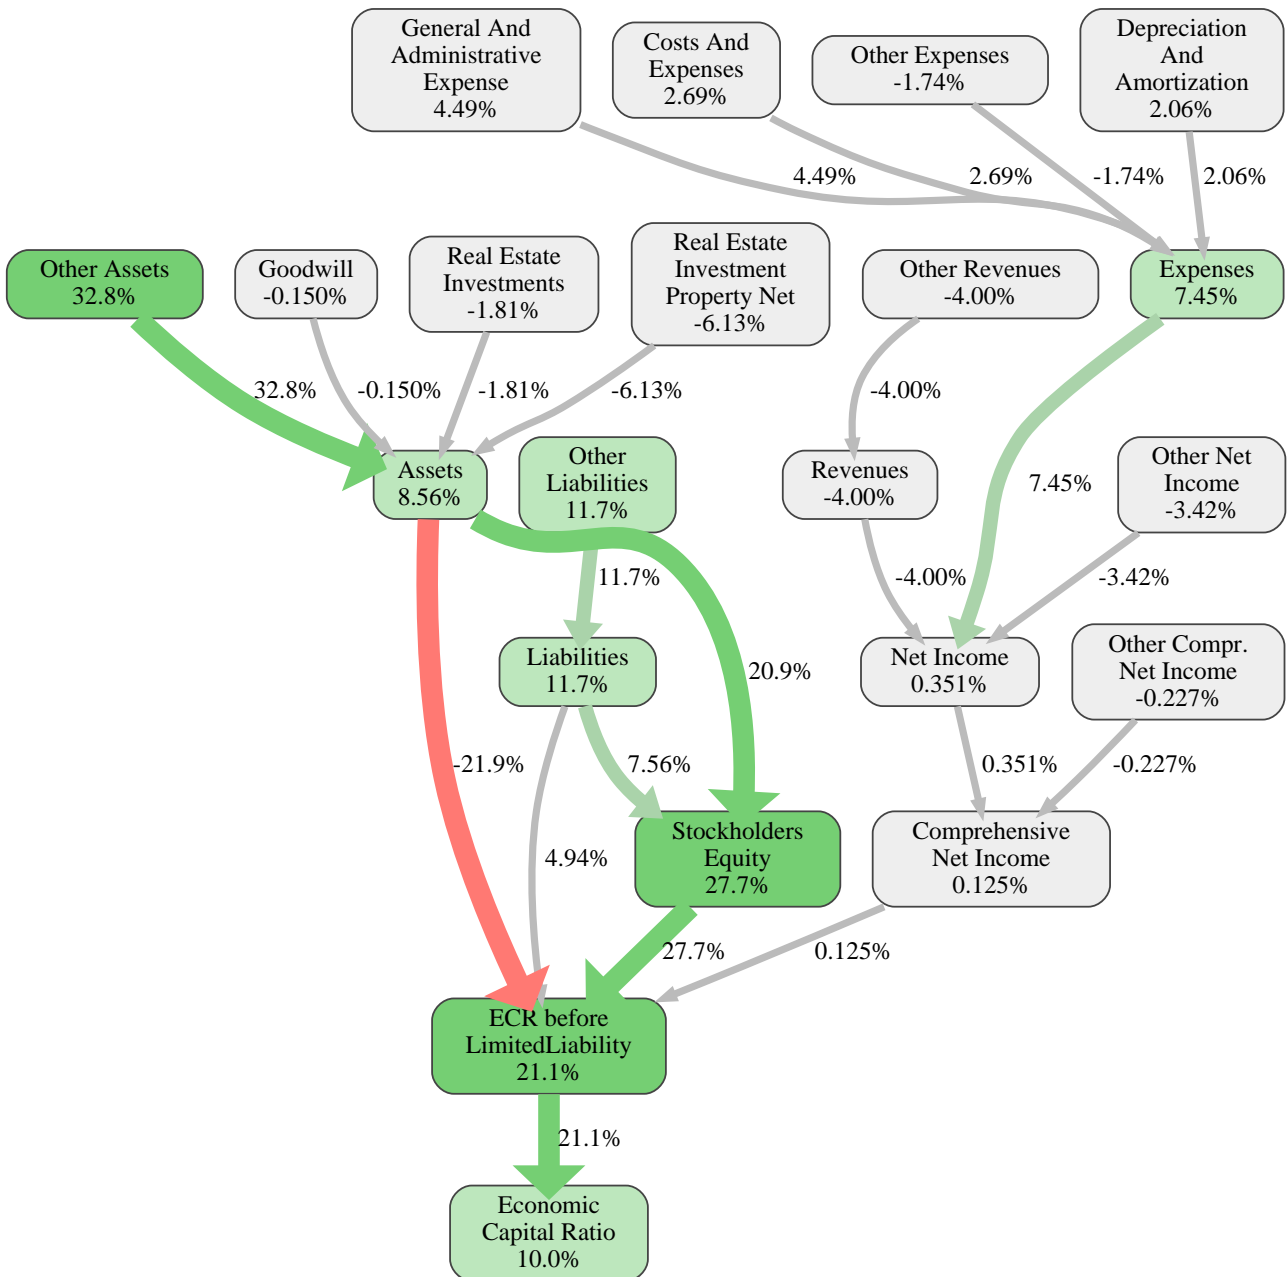 General And
Administrative
Expense
4.49%
Costs And
Expenses
2.69%
Other Expenses
-1.74%
Depreciation
And
Amortization
2.06%
4.49%
2.69%
-1.74%
2.06%
Other Assets
32.8%
Goodwill
-0.150%
Real Estate
Investments
-1.81%
Real Estate
Investment
Property Net
-6.13%
Other Revenues
-4.00%
Expenses
7.45%
32.8%
-0.150%
-1.81%
-6.13%
-4.00%
Assets
8.56%
Other
Liabilities
11.7%
Revenues
-4.00%
7.45%
Other Net
Income
-3.42%
11.7%
-4.00%
-3.42%
Liabilities
11.7%
20.9%
Net Income
0.351%
Other Compr.
Net Income
-0.227%
-21.9%
7.56%
0.351%
-0.227%
4.94%
Stockholders
Equity
27.7%
Comprehensive
Net Income
0.125%
27.7%
0.125%
ECR before
LimitedLiability
21.1%
21.1%
Economic
Capital Ratio
10.0%